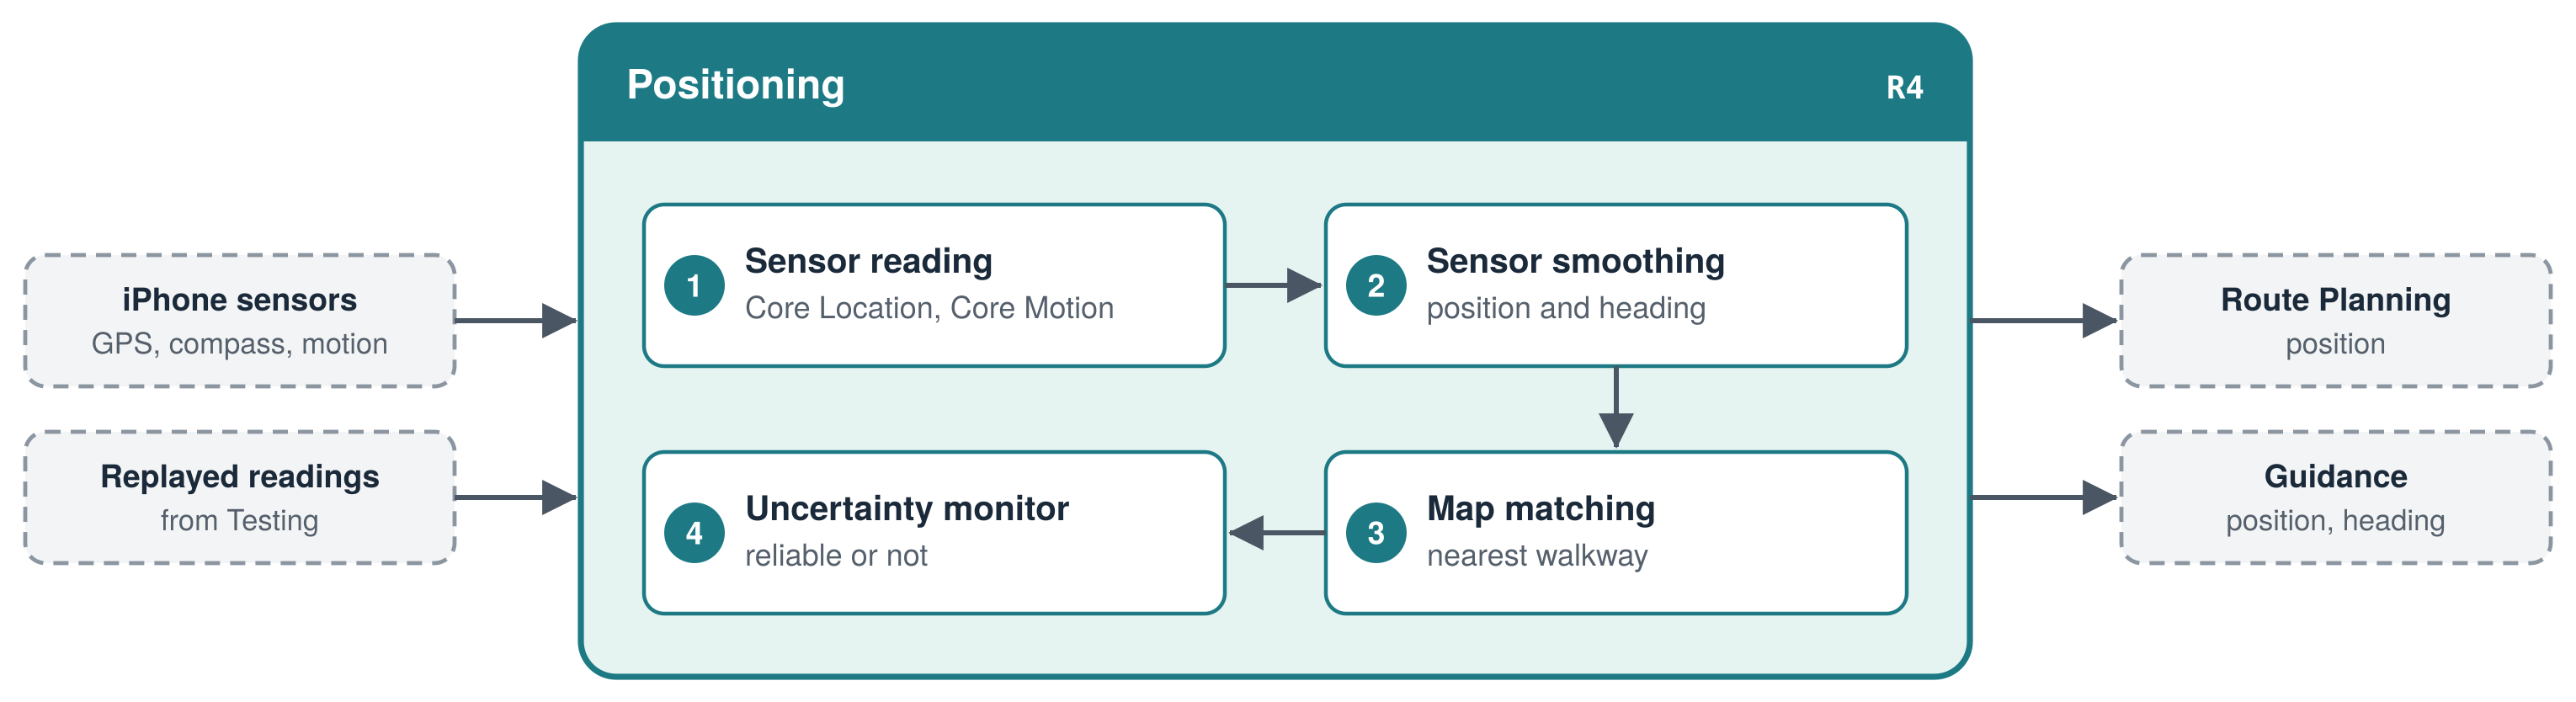 Positioning
R4
iPhone sensors
GPS, compass, motion
Replayed readings
from Testing
1
Sensor reading
Core Location, Core Motion
2
Sensor smoothing
position and heading
3
Map matching
nearest walkway
4
Uncertainty monitor
reliable or not
Route Planning
position
Guidance
position, heading